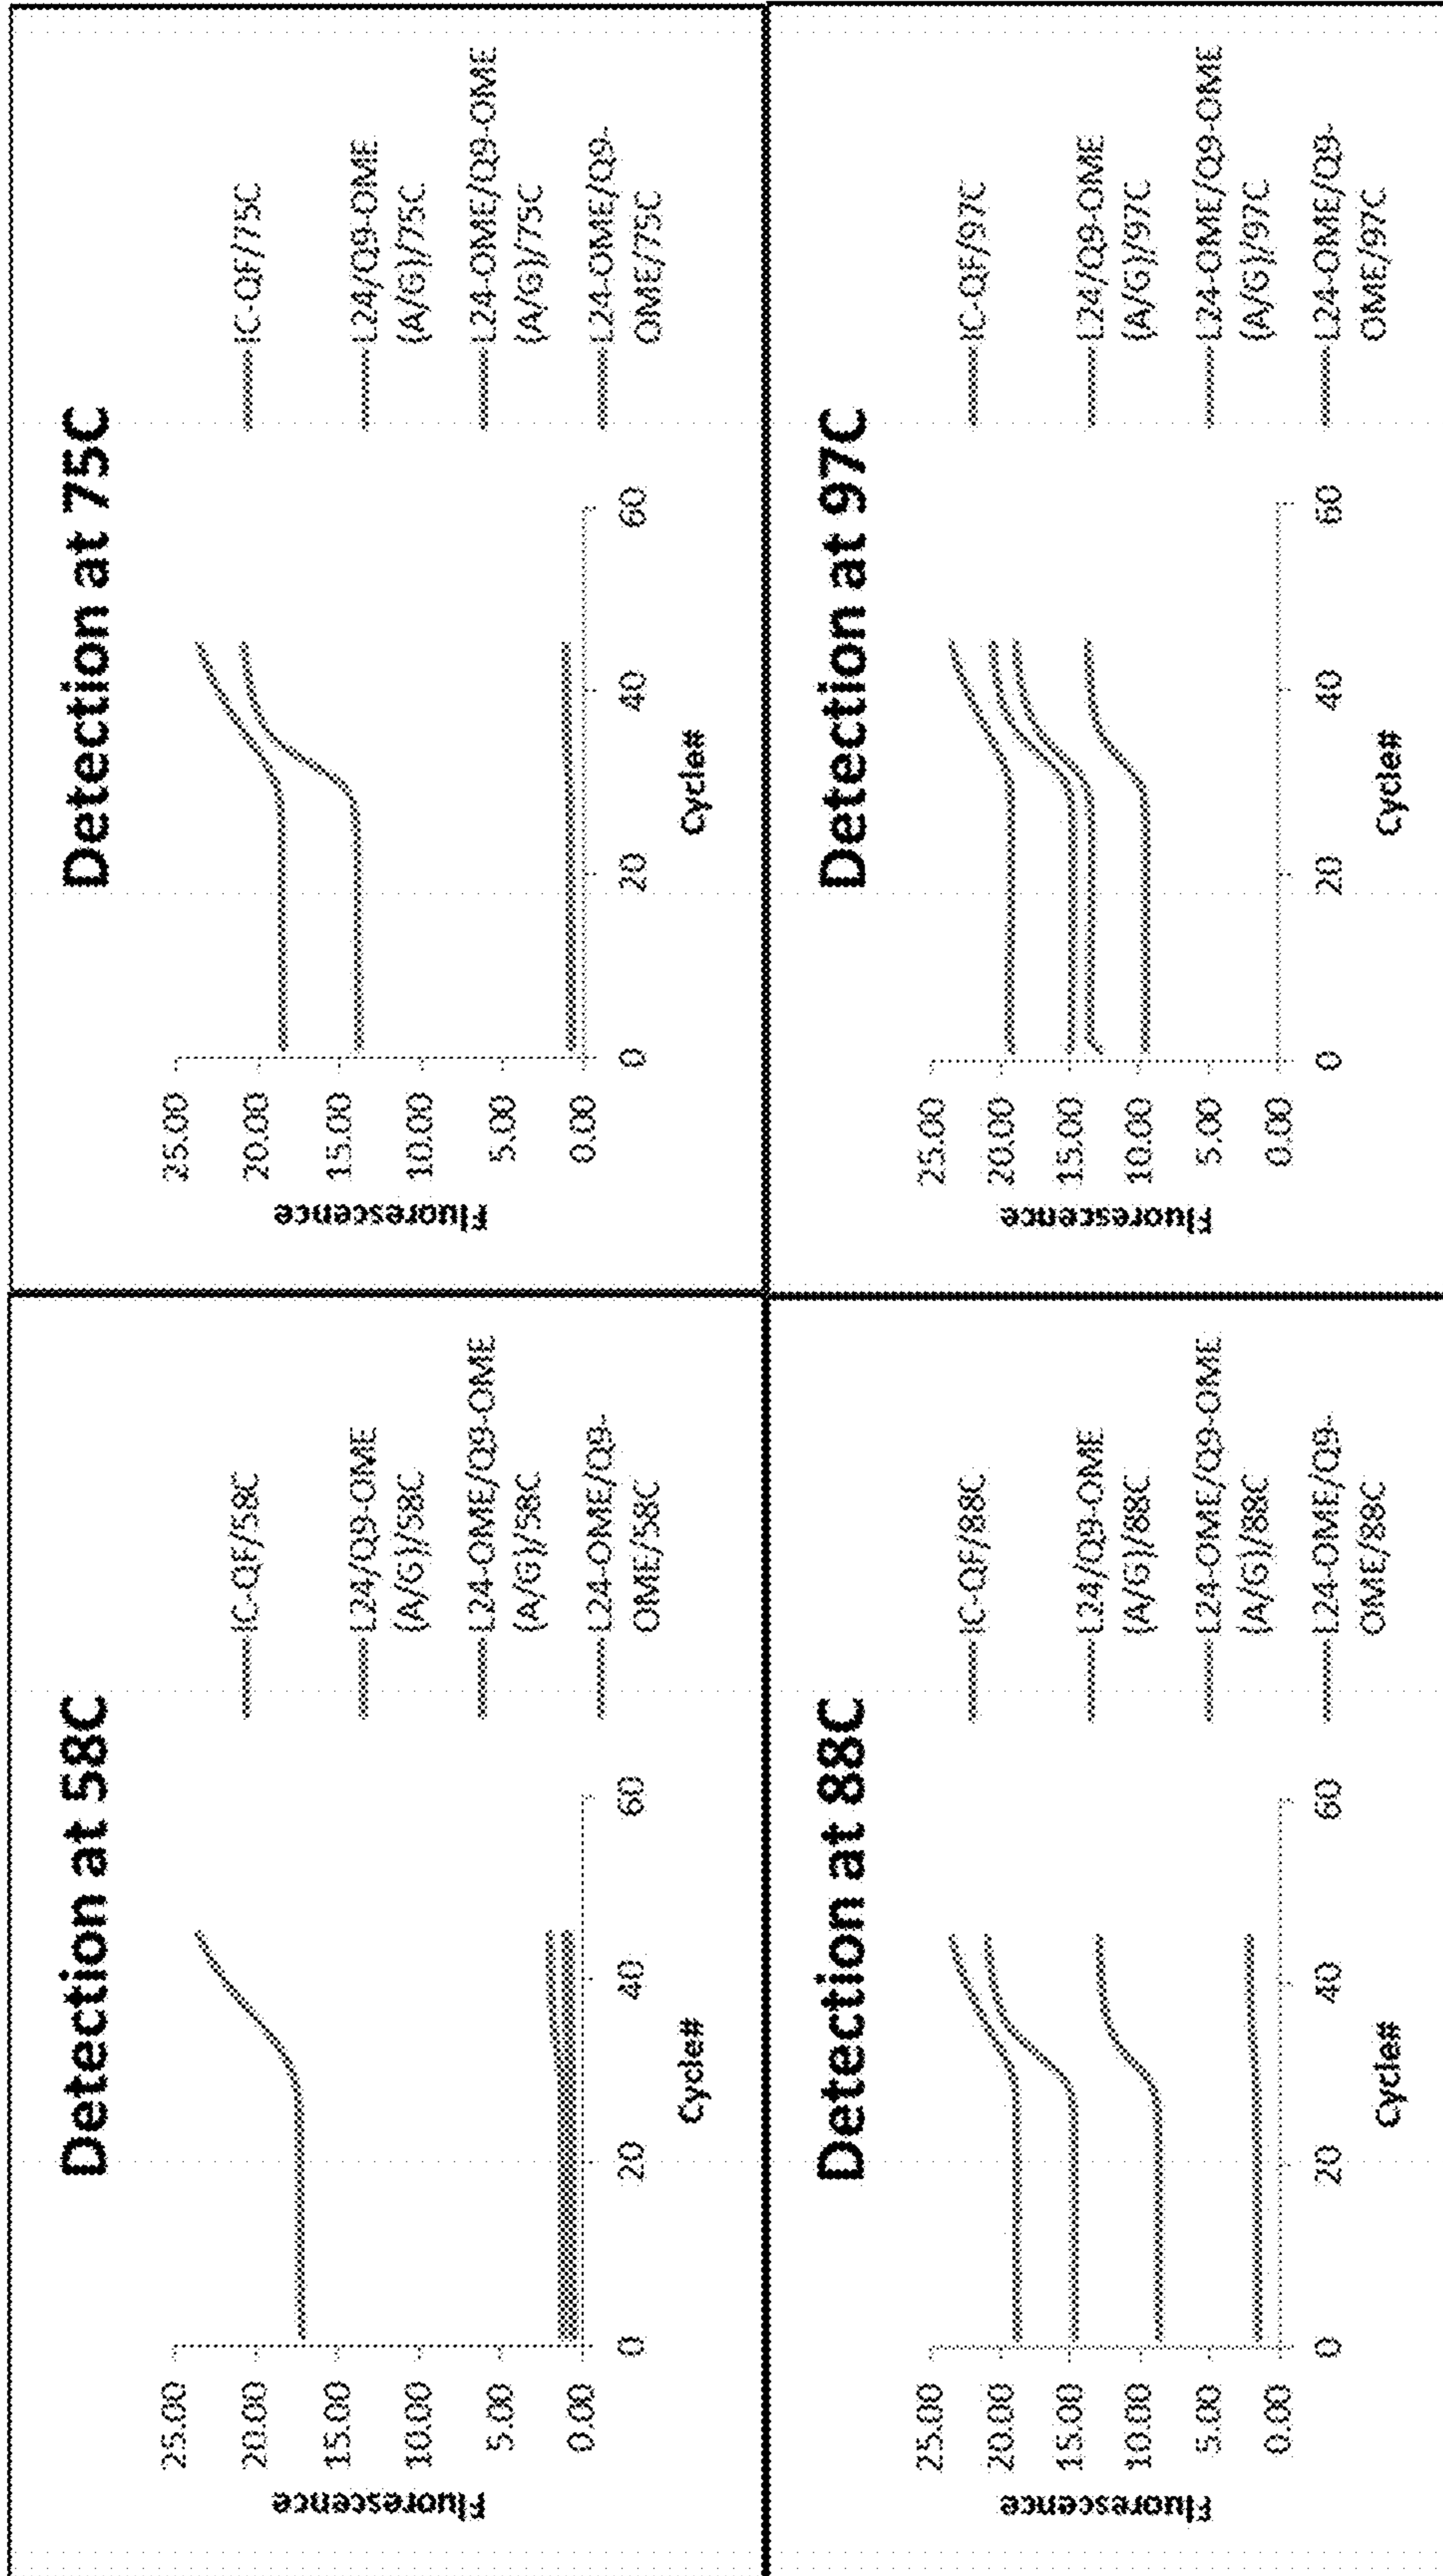 Detection at 58C
Fluorescence
25.00
20.00
15.00
10.00
5.00
0.00
0
20
40
60
Cycle#
IC-QF/58C
L24/Q9-OME
(A/G)/58C
L24-OME/Q9-OME
(A/G)/58C
L24-OME/Q9-
OME/58C
Detection at 75C
Fluorescence
25.00
20.00
15.00
10.00
5.00
0.00
0
20
40
60
Cycle#
IC-QF/75C
L24/Q9-OME
(A/G)/75C
L24-OME/Q9-OME
(A/G)/75C
L24-OME/Q9-
OME/75C
Detection at 88C
Fluorescence
25.00
20.00
15.00
10.00
5.00
0.00
0
20
40
60
Cycle#
IC-QF/88C
L24/Q9-OME
(A/G)/88C
L24-OME/Q9-OME
(A/G)/88C
L24-OME/Q9-
OME/88C
Detection at 97C
Fluorescence
25.00
20.00
15.00
10.00
5.00
0.00
0
20
40
60
Cycle#
IC-QF/97C
L24/Q9-OME
(A/G)/97C
L24-OME/Q9-OME
(A/G)/97C
L24-OME/Q9-
OME/97C